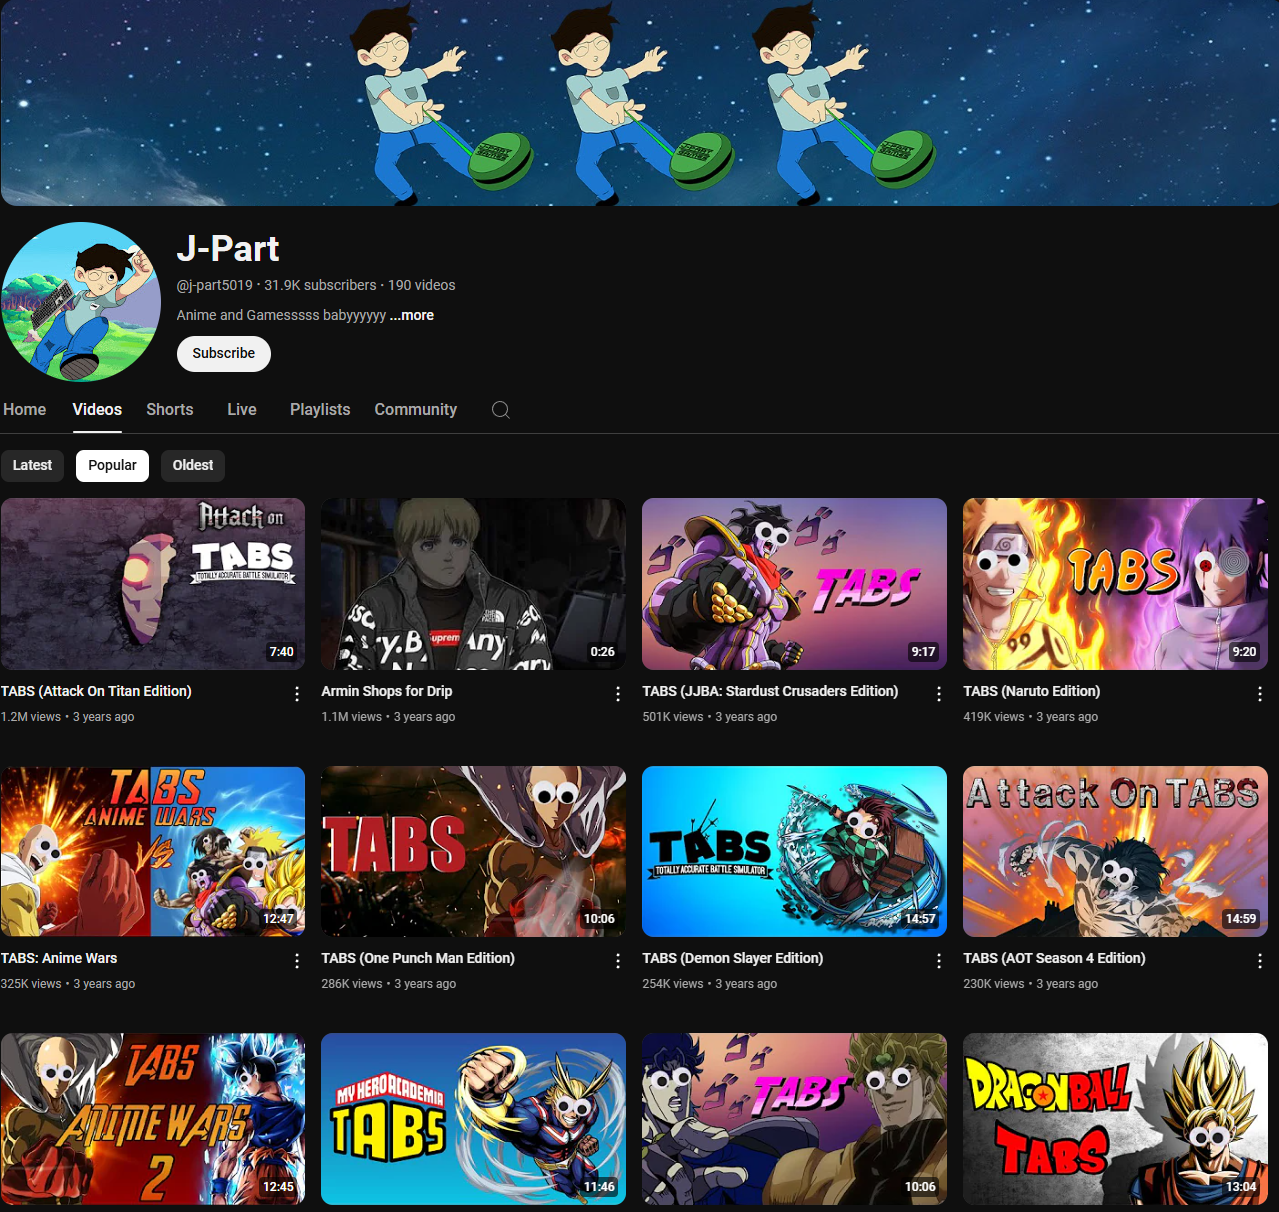 J-Part
@j-part5019 • 31.9K subscribers • 190 videos
Anime and Gamesssss babyyyyyy ...more
Subscribe
Home Videos Shorts Live Playlists Community
Latest Popular Oldest
Attack on
TABS
TOTALLY ACCURATE BATTLE SIMULATOR
7:40
THE NORTH FACE
ry.B
uprem
Any
0:26
TABS
9:17
TABS
9:20
TABS (Attack On Titan Edition)
1.2M views • 3 years ago
Armin Shops for Drip
1.1M views • 3 years ago
TABS (JJBA: Stardust Crusaders Edition)
501K views • 3 years ago
TABS (Naruto Edition)
419K views • 3 years ago
TABS
ANIME WARS
VS.
12:47
TABS
10:06
TABS
TOTALLY ACCURATE BATTLE SIMULATOR
14:57
Attack On TABS
14:59
TABS: Anime Wars
325K views • 3 years ago
TABS (One Punch Man Edition)
286K views • 3 years ago
TABS (Demon Slayer Edition)
254K views • 3 years ago
TABS (AOT Season 4 Edition)
230K views • 3 years ago
TABS
ANIME WARS
2
12:45
MY HERO ACADEMIA
TABS
11:46
TABS
10:06
DRAGON BALL
TABS
13:04